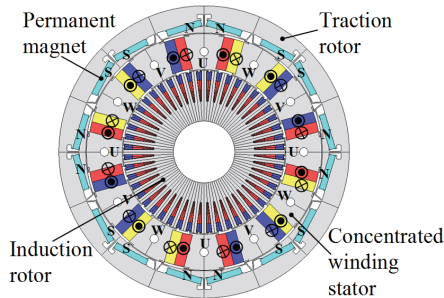 Permanent
magnet
Traction
rotor
N N
S S
U
V W
S S
W V
N N
U U
N N
V W
S S
W V
U
S S
N N
Induction
rotor
Concentrated
winding
stator